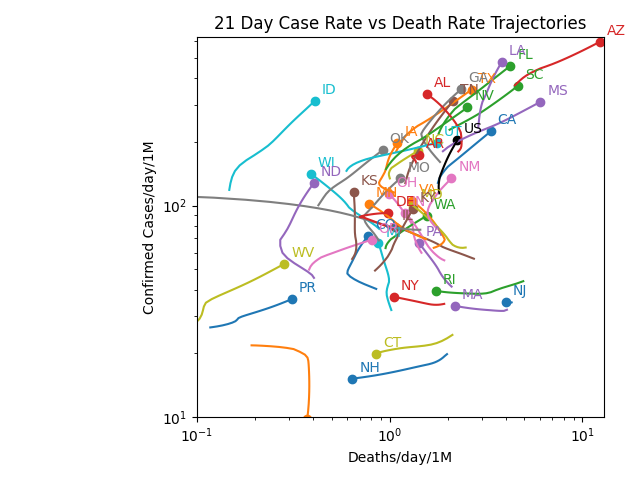 21 Day Case Rate vs Death Rate Trajectories
AZ
LA
FL
GA
TX
SC
AL
TN
NV
MS
ID
CA
US
IA
UT
OK
AR
WI
ND
MO
NM
KS
OH
VA
KY
DE
WA
PA
WV
RI
NY
MA
NJ
PR
CT
NH
10²
10¹
10⁻¹
10⁰
10¹
Confirmed Cases/day/1M
Deaths/day/1M